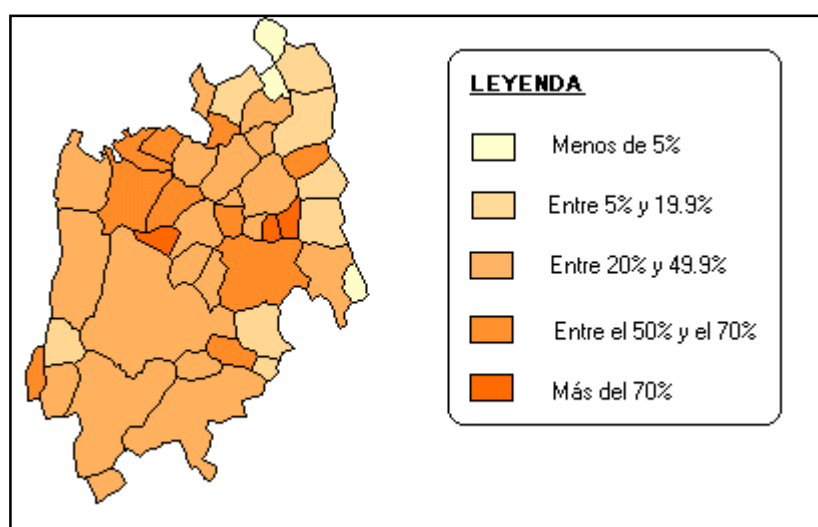 LEYENDA
Menos de 5%
Entre 5% y 19.9%
Entre 20% y 49.9%
Entre el 50% y el 70%
Más del 70%